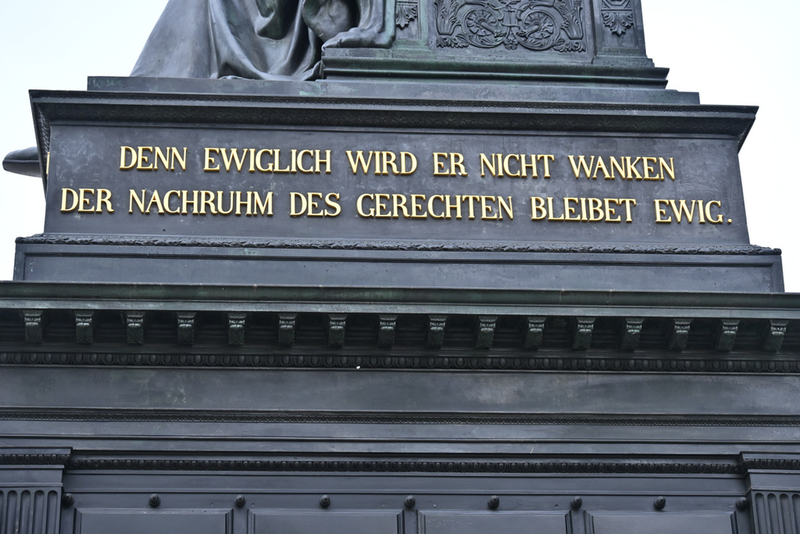 DENN EWIGLICH WIRD ER NICHT WANKEN
DER NACHRUHM DES GERECHTEN BLEIBET EWIG.